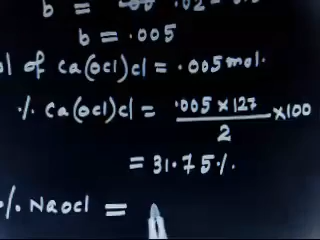 b = .005
l of Ca(OCl)Cl = .005 mol.
% Ca(OCl)Cl = .005 × 127 / 2 × 100
= 31.75 %.
% NaOCl =